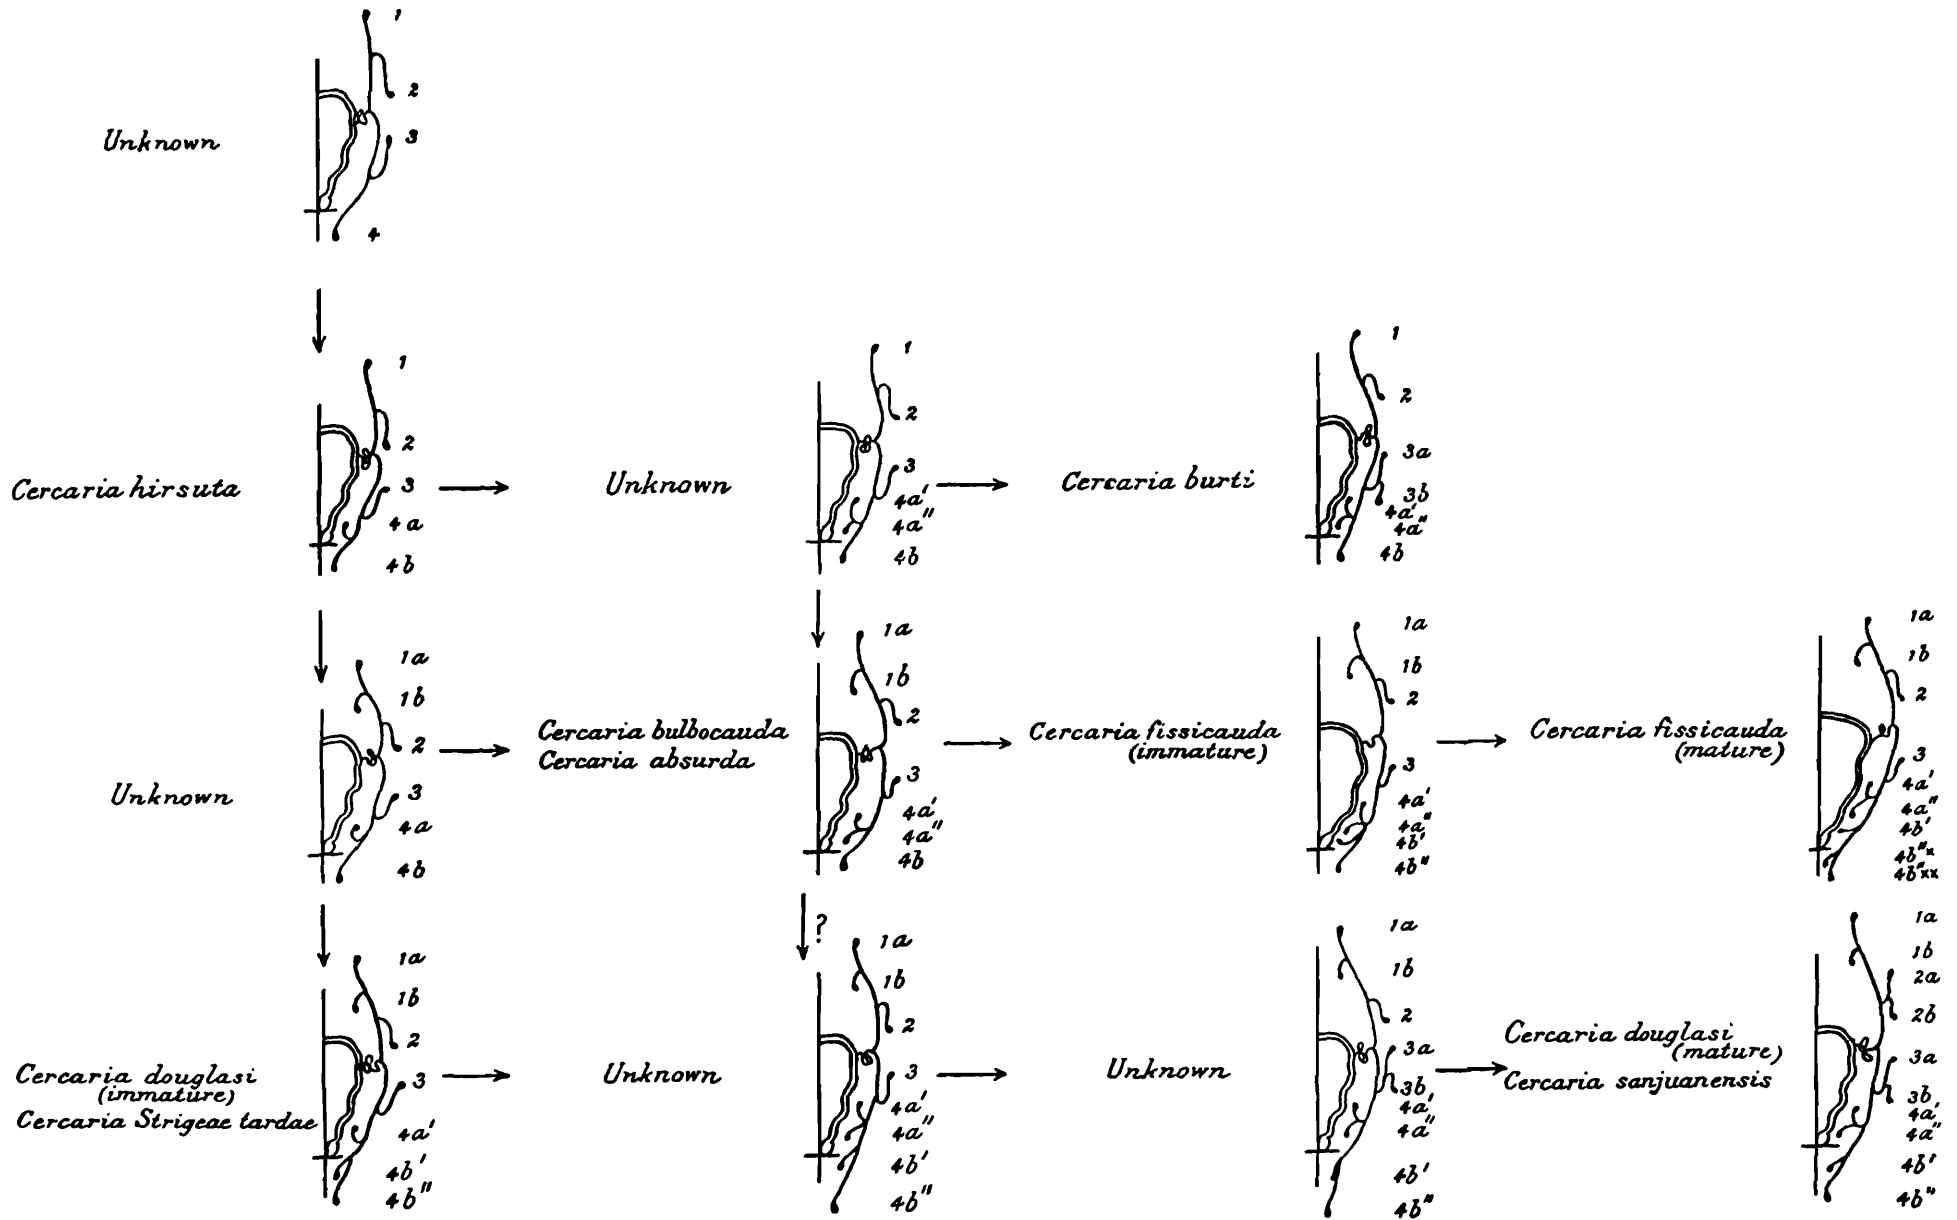 1
2
Unknown
3
4
1
2
Cercaria hirsuta
3
4a
4b
1
2
Unknown
3
4a'
4a"
4b
1
2
Cercaria burti
3a
3b
4a'
4a"
4b
1a
1b
2
Unknown
3
4a
4b
1a
1b
2
Cercaria bulbocauda
Cercaria absurda
3
4a'
4a"
4b
1a
1b
2
Cercaria fissicauda
(immature)
3
4a'
4a"
4b'
4b"
1a
1b
2
Cercaria fissicauda
(mature)
3
4a'
4a"
4b'
4b"x
4b"xx
1a
1b
2
Cercaria douglasi
(immature)
Cercaria Strigeae tardae
3
4a'
4b'
4b"
?
1a
1b
2
Unknown
3
4a'
4a"
4b'
4b"
1a
1b
2
Unknown
3a
3b
4a'
4a"
4b'
4b"
1a
1b
2a
2b
Cercaria douglasi
(mature)
Cercaria sanjuanensis
3a
3b
4a'
4a"
4b'
4b"